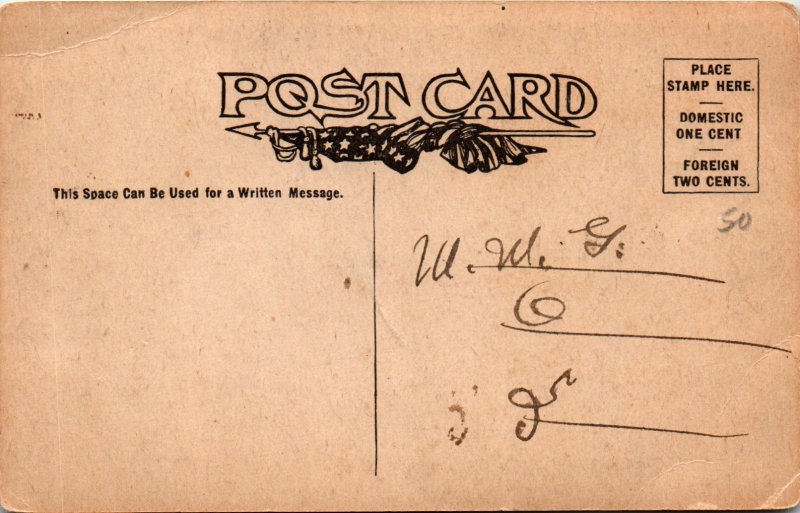 POST CARD
PLACE
STAMP HERE.
DOMESTIC
ONE CENT
FOREIGN
TWO CENTS.
This Space Can Be Used for a Written Message.
50
M. M. G.